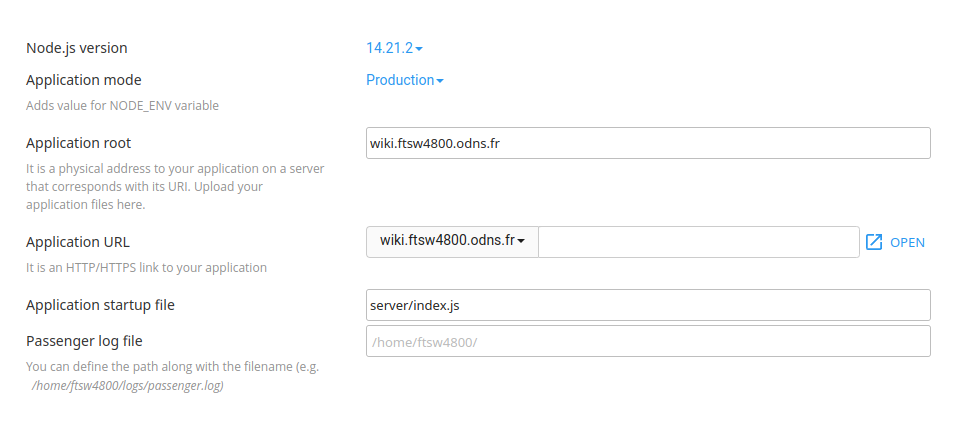 Node.js version 14.21.2
Application mode Production
Adds value for NODE_ENV variable
Application root wiki.ftsw4800.odns.fr
It is a physical address to your application on a server
that corresponds with its URI. Upload your
application files here.
Application URL wiki.ftsw4800.odns.fr OPEN
It is an HTTP/HTTPS link to your application
Application startup file server/index.js
Passenger log file /home/ftsw4800/
You can define the path along with the filename (e.g.
/home/ftsw4800/logs/passenger.log)